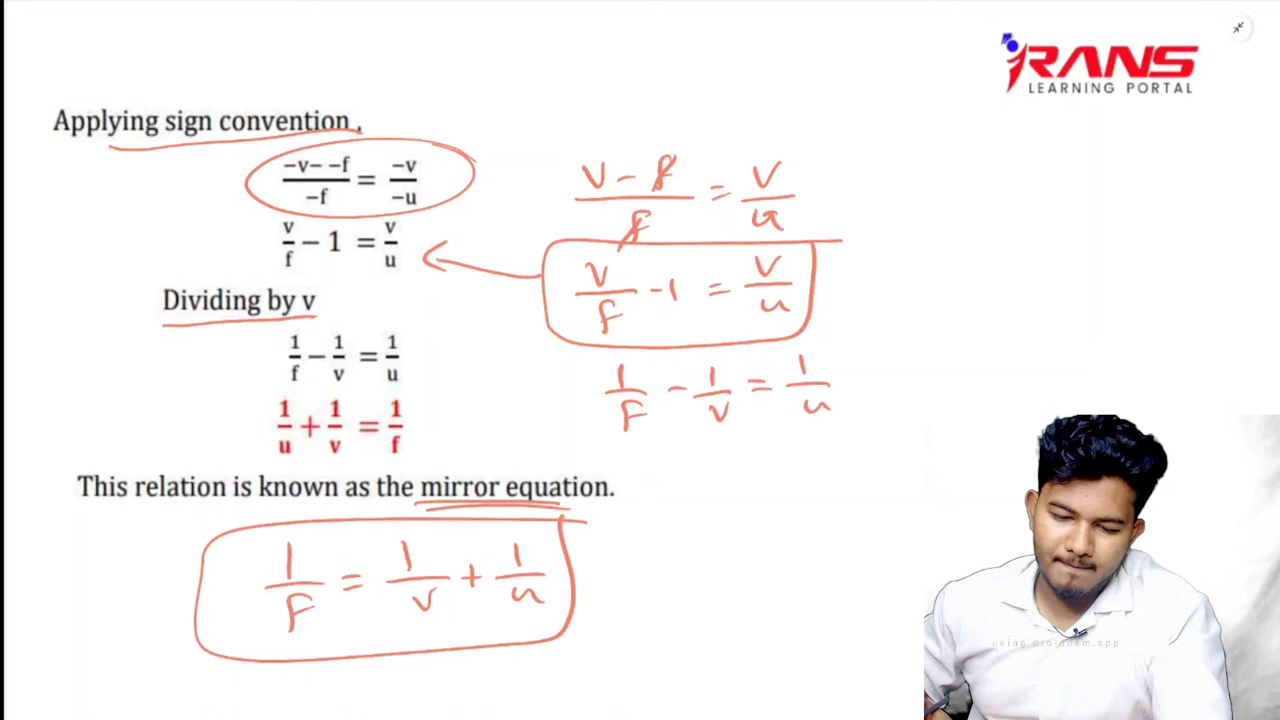 RANS
LEARNING PORTAL
Applying sign convention .
−v− −f / −f = −v / −u
v/f − 1 = v/u
Dividing by v
1/f − 1/v = 1/u
1/u + 1/v = 1/f
This relation is known as the mirror equation.
1/F = 1/v + 1/u
v − f / f = v/u
v/F − 1 = v/u
1/F − 1/v = 1/u